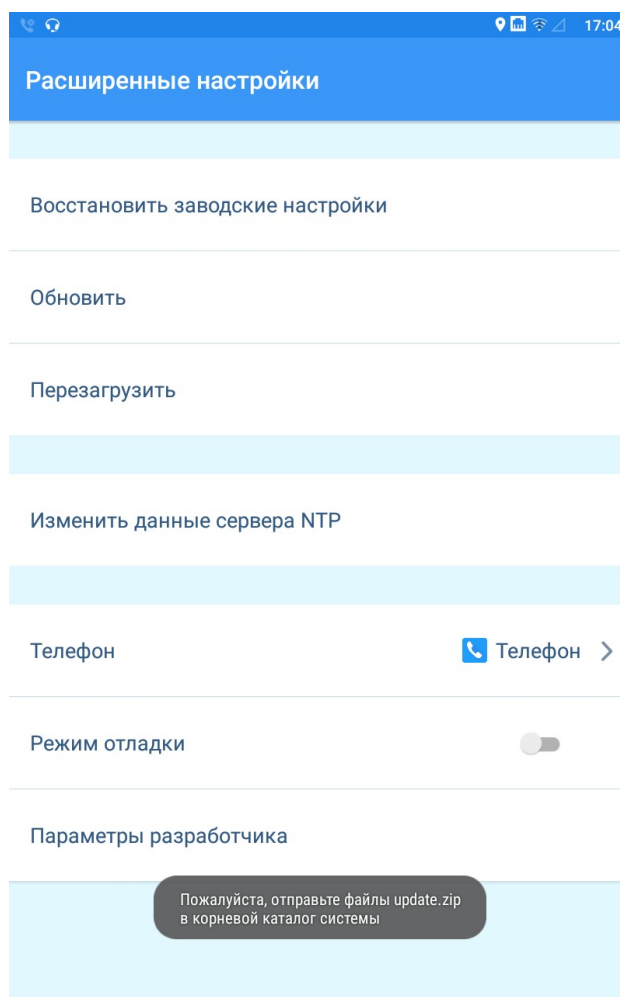 17:04
Расширенные настройки
Восстановить заводские настройки
Обновить
Перезагрузить
Изменить данные сервера NTP
Телефон
Телефон
Режим отладки
Параметры разработчика
Пожалуйста, отправьте файлы update.zip
в корневой каталог системы